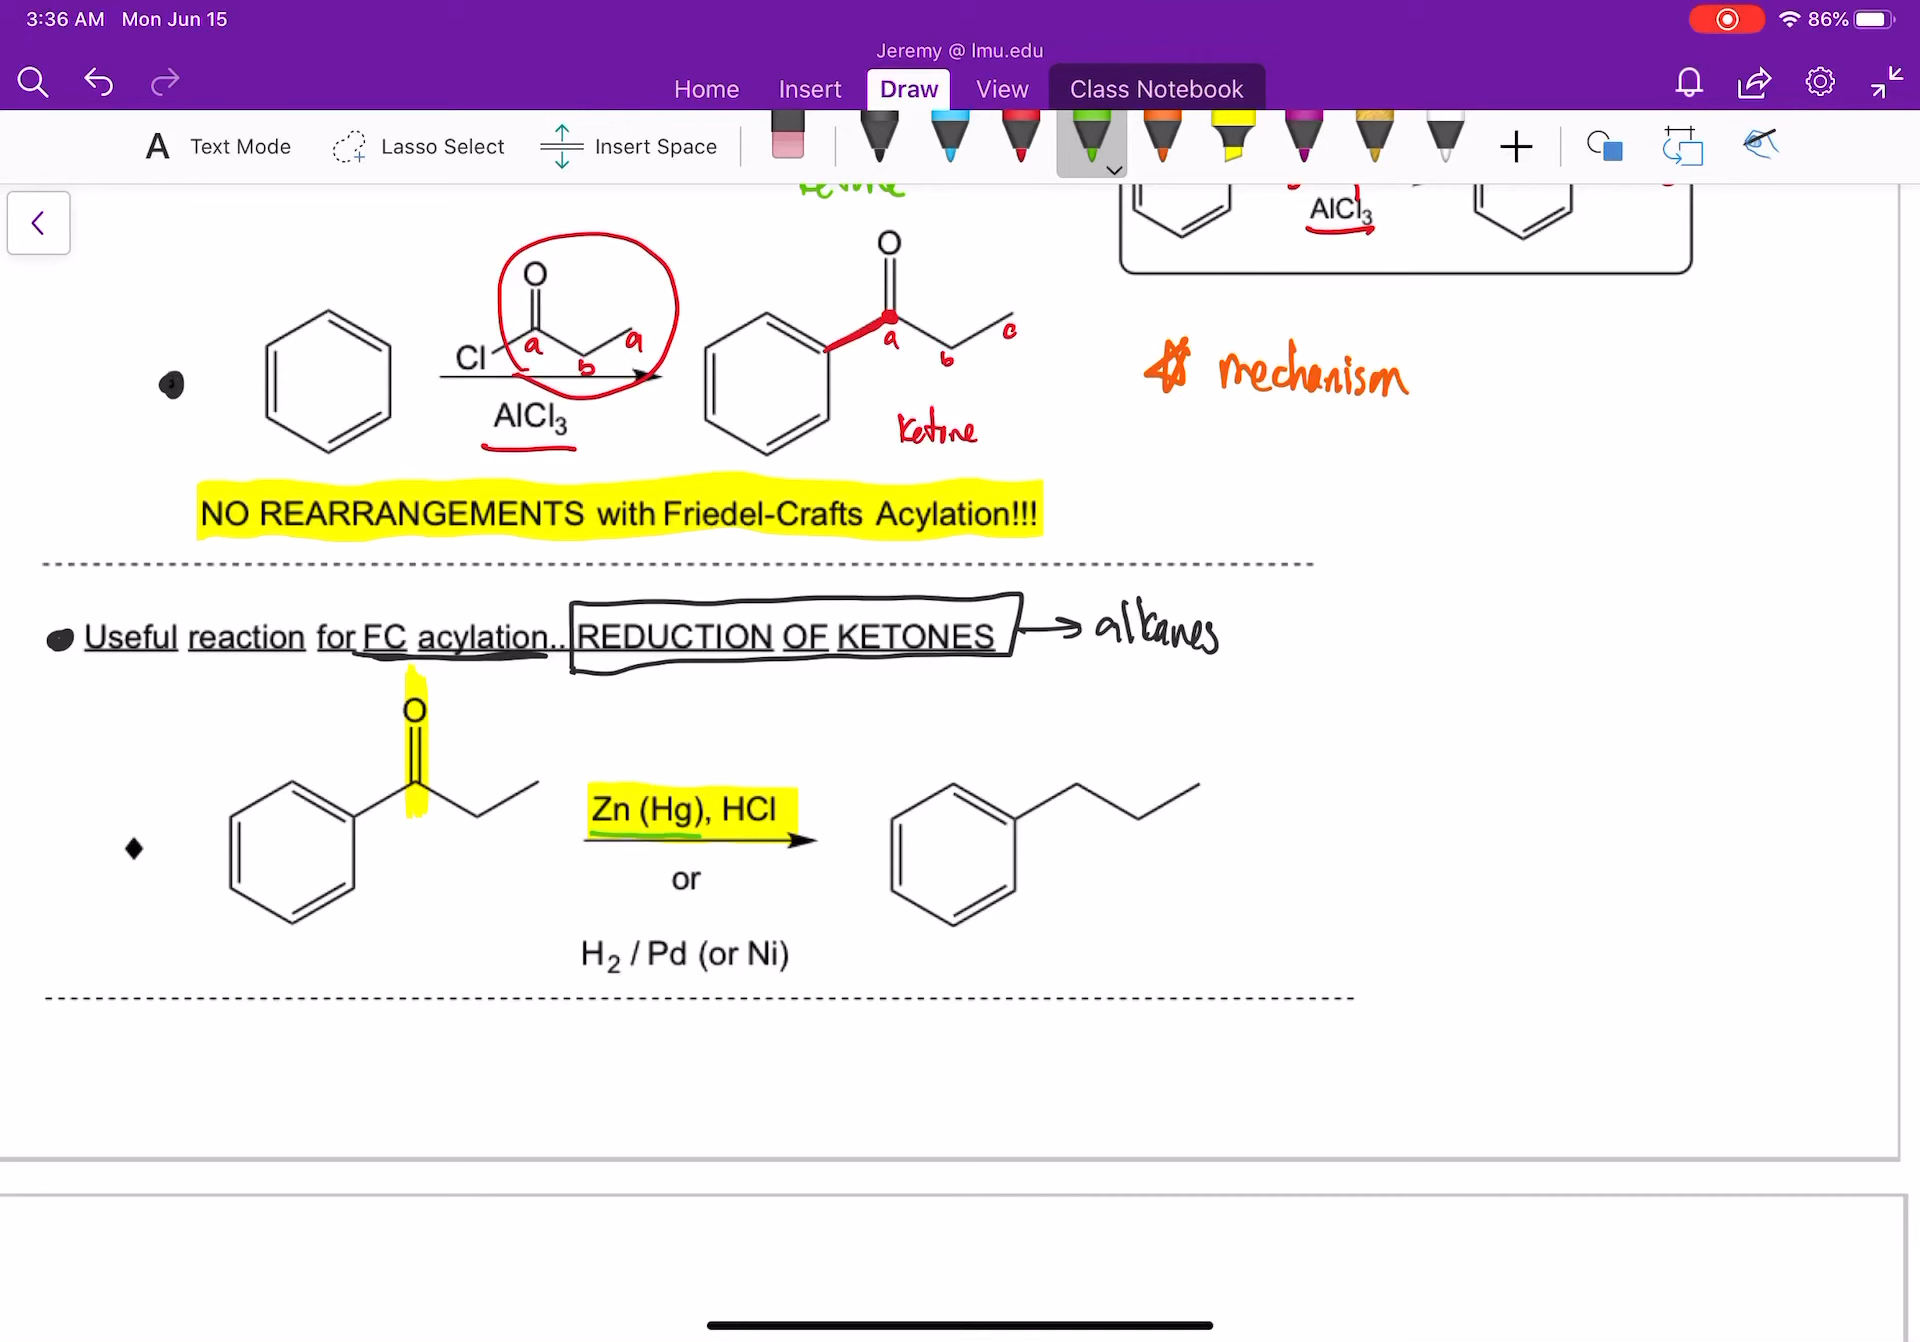 3:36 AM Mon Jun 15
86%
Jeremy @ lmu.edu
Home Insert Draw View Class Notebook
A Text Mode Lasso Select Insert Space
AlCl3
O
O
Cl a b a
a b c
AlCl3
Ketone
mechanism
NO REARRANGEMENTS with Friedel-Crafts Acylation!!!
Useful reaction for FC acylation.. REDUCTION OF KETONES → alkanes
O
Zn (Hg), HCl
or
H2 / Pd (or Ni)